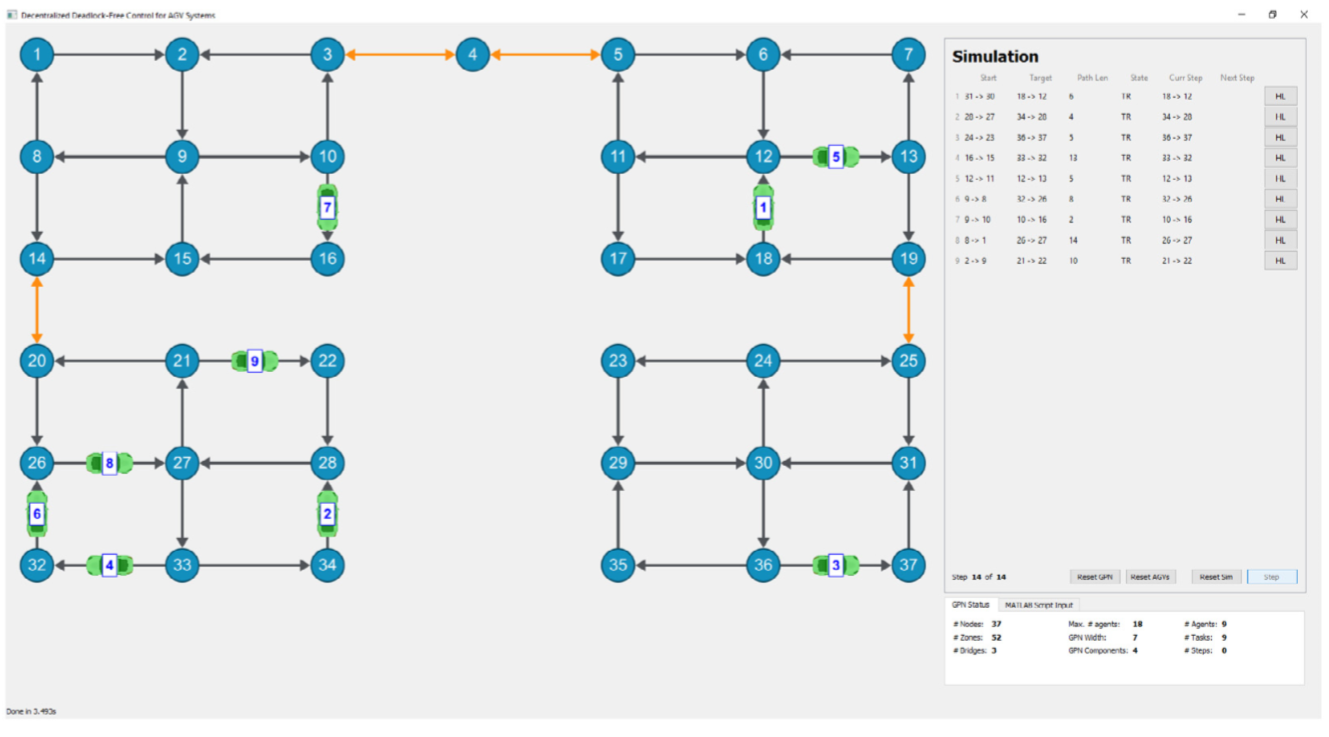 Decentralized Deadlock-Free Control for AGV Systems
1 2 3 4 5 6 7
Simulation
Start Target Path Len State Curr Step Next Step
1 31 -> 30 18 -> 12 6 TR 18 -> 12 HL
2 28 -> 27 34 -> 28 4 TR 34 -> 28 HL
3 24 -> 23 36 -> 37 5 TR 36 -> 37 HL
4 16 -> 15 33 -> 32 13 TR 33 -> 32 HL
5 12 -> 11 12 -> 13 5 TR 12 -> 13 HL
6 9 -> 8 32 -> 26 8 TR 32 -> 26 HL
7 9 -> 10 10 -> 16 2 TR 10 -> 16 HL
8 8 -> 1 26 -> 27 14 TR 26 -> 27 HL
9 2 -> 9 21 -> 22 10 TR 21 -> 22 HL
8 9 10 11 12 5 13
7 1
14 15 16 17 18 19
20 21 9 22 23 24 25
26 8 27 28 29 30 31
6 2
32 4 33 34 35 36 3 37
Step 14 of 14 Reset GPN Reset AGVs Reset Sim Step
GPN Status MATLAB Script Input
# Nodes: 37 Max. # agents: 18 # Agents: 9
# Zones: 52 GPN Width: 7 # Tasks: 9
# Bridges: 3 GPN Components: 4 # Steps: 0
Done in 3.493s